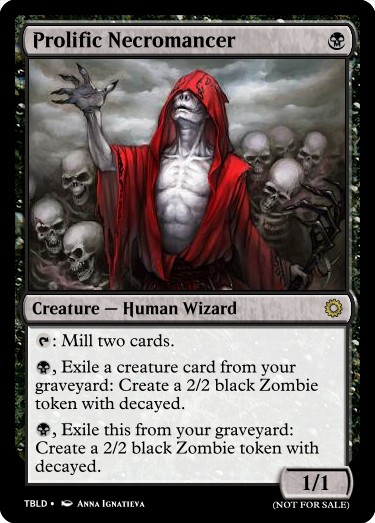 Prolific Necromancer
Creature — Human Wizard
: Mill two cards.
, Exile a creature card from your
graveyard: Create a 2/2 black Zombie
token with decayed.
, Exile this from your graveyard:
Create a 2/2 black Zombie token with
decayed.
1/1
TBLD • Anna Ignatieva
(NOT FOR SALE)